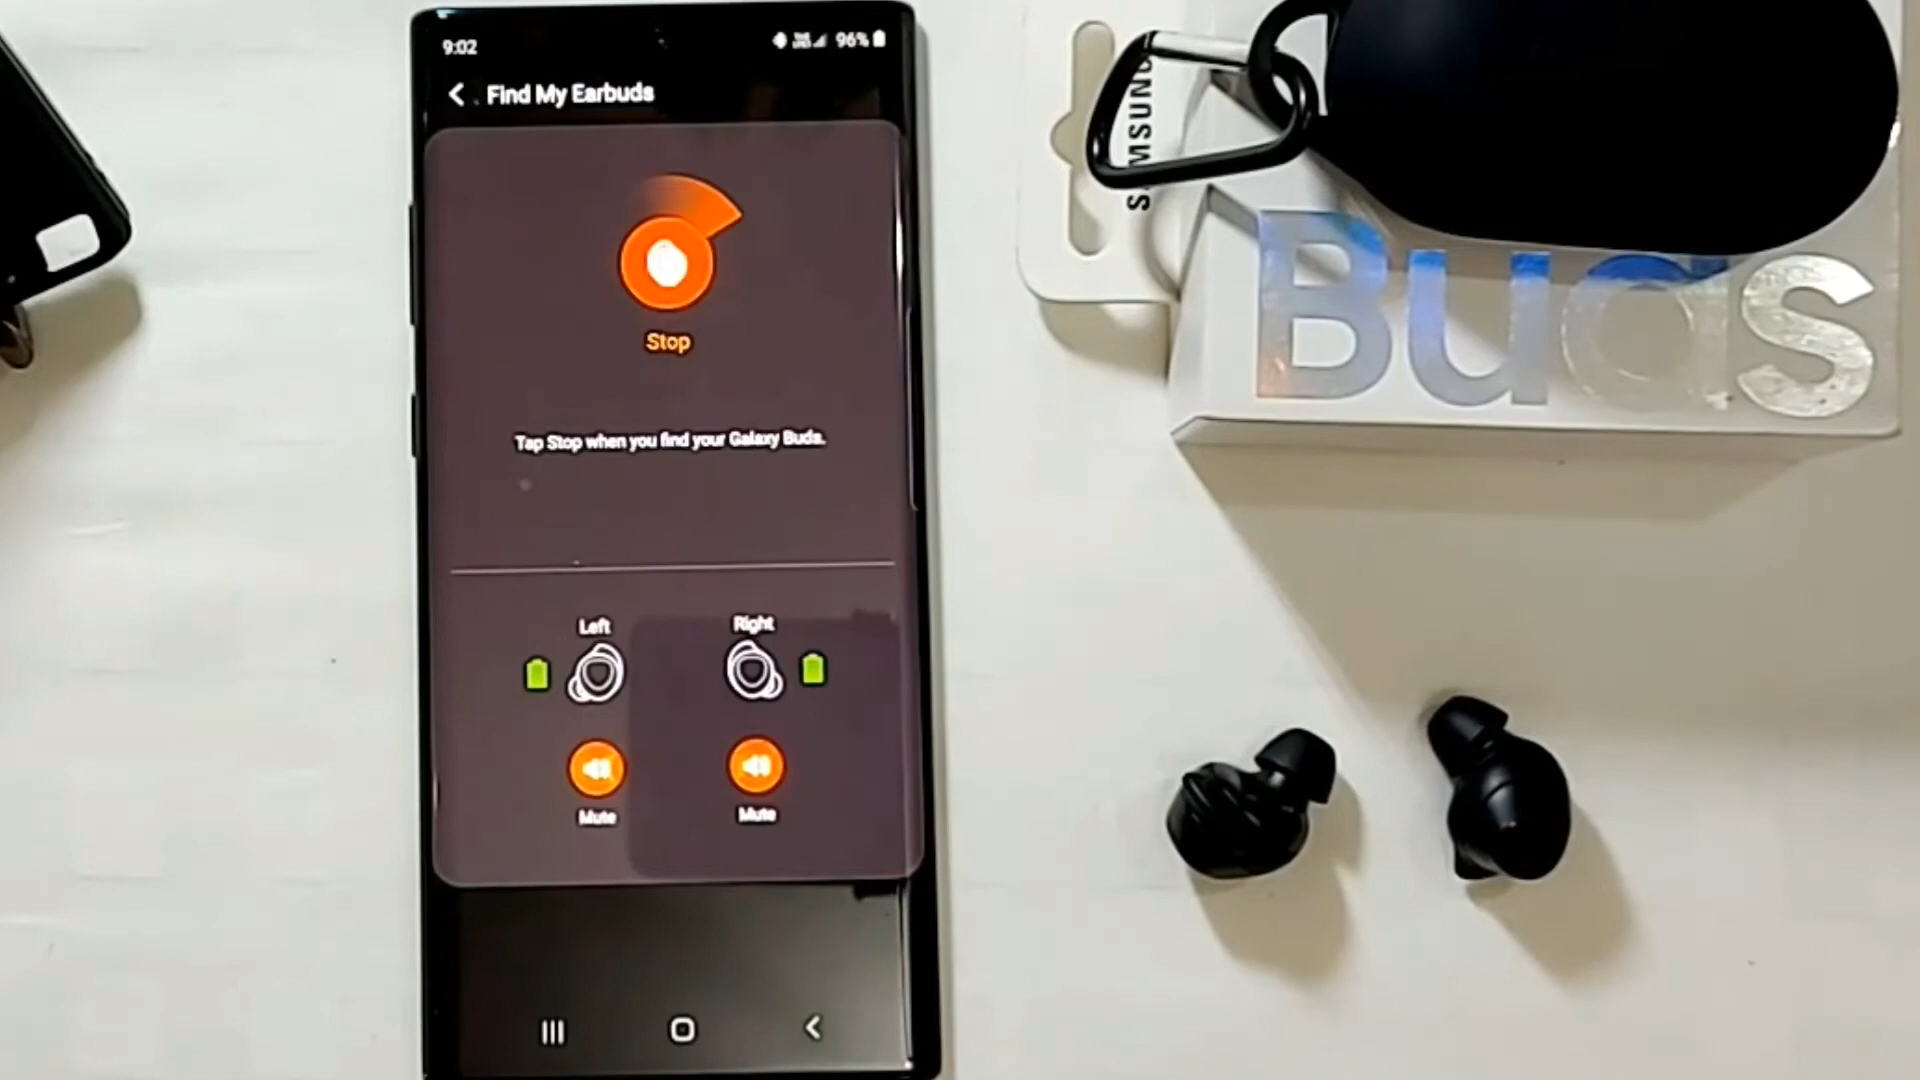 9:02
96%
Find My Earbuds
Stop
Tap Stop when you find your Galaxy Buds.
Left
Right
Mute
Mute
SAMSUNG
Buds